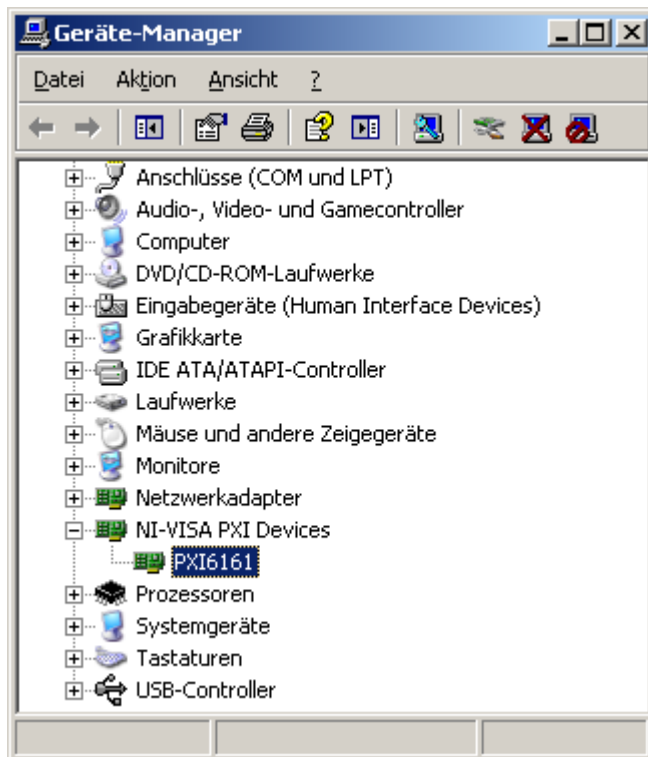 Geräte-Manager
Datei Aktion Ansicht ?
Anschlüsse (COM und LPT)
Audio-, Video- und Gamecontroller
Computer
DVD/CD-ROM-Laufwerke
Eingabegeräte (Human Interface Devices)
Grafikkarte
IDE ATA/ATAPI-Controller
Laufwerke
Mäuse und andere Zeigegeräte
Monitore
Netzwerkadapter
NI-VISA PXI Devices
PXI6161
Prozessoren
Systemgeräte
Tastaturen
USB-Controller